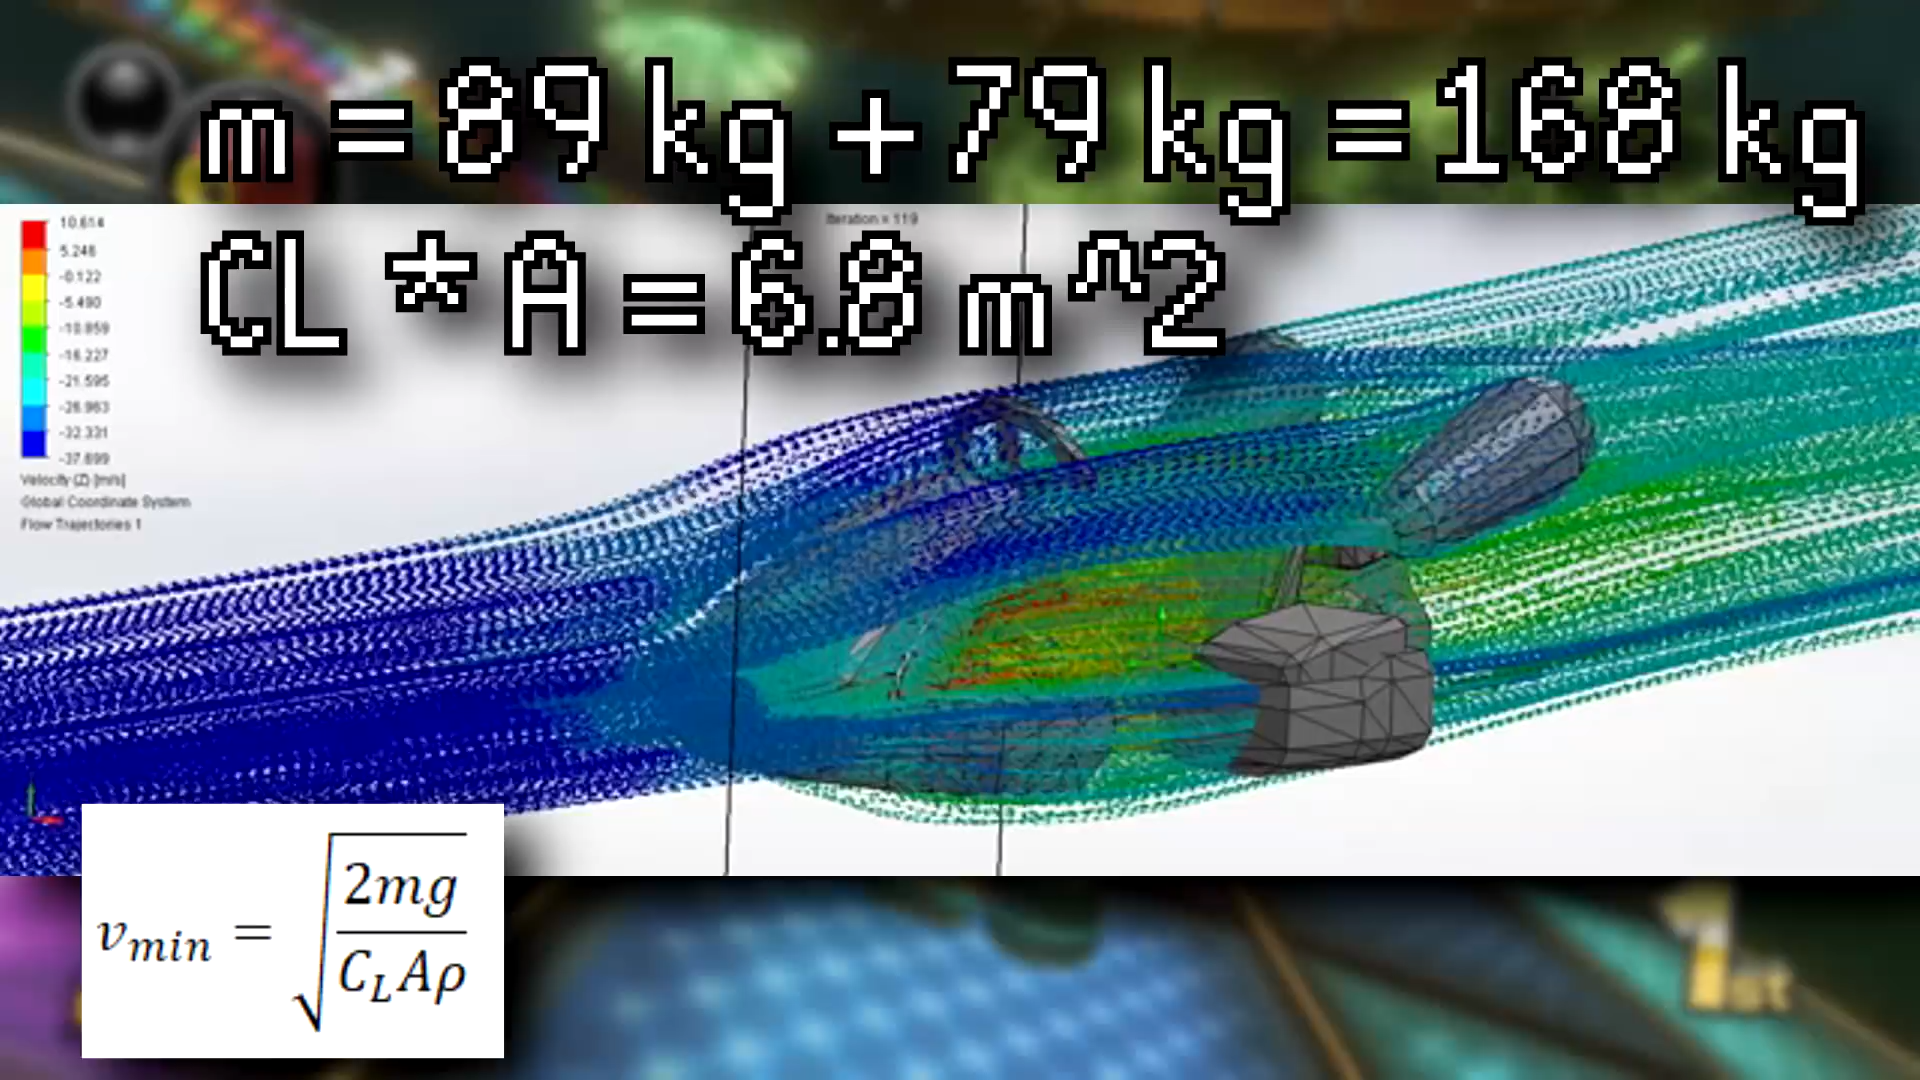 m = 89 kg + 79 kg = 168 kg
CL * A = 6.8 m^2
Iteration = 119
10.614
5.246
-0.122
-5.490
-10.859
-16.227
-21.595
-26.963
-32.331
-37.699
Velocity (Z) [m/s]
Global Coordinate System
Flow Trajectories 1
v_min = √(2mg / C_L Aρ)
1st